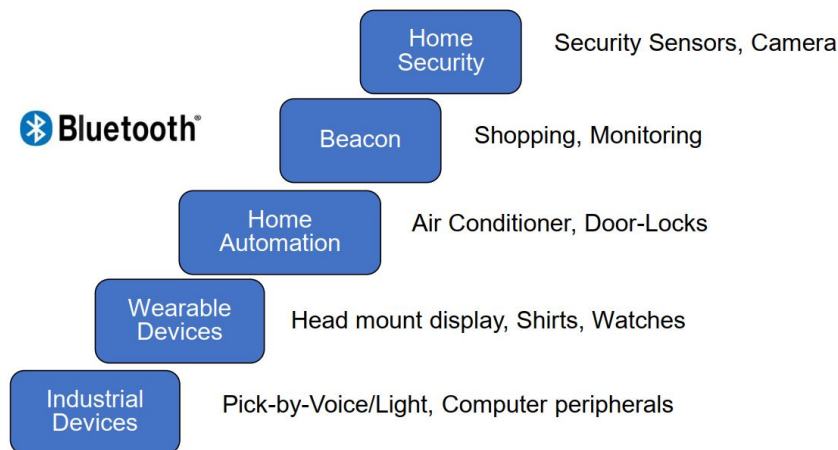 Home
Security
Security Sensors, Camera
Bluetooth®
Beacon
Shopping, Monitoring
Home
Automation
Air Conditioner, Door-Locks
Wearable
Devices
Head mount display, Shirts, Watches
Industrial
Devices
Pick-by-Voice/Light, Computer peripherals